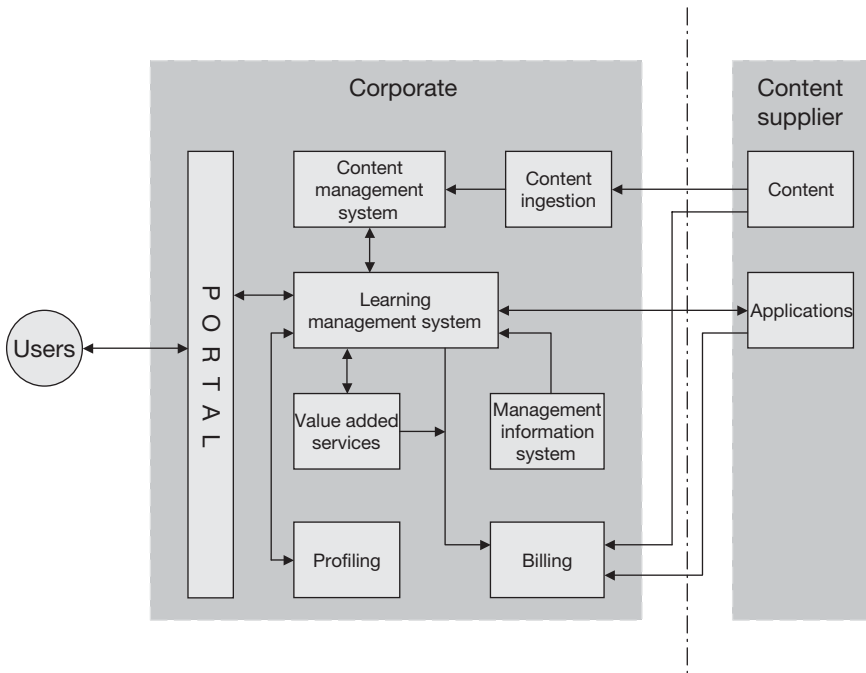 Corporate
Content
supplier
Content
management
system
Content
ingestion
Content
PORTAL
Learning
management system
Applications
Users
Value added
services
Management
information
system
Profiling
Billing